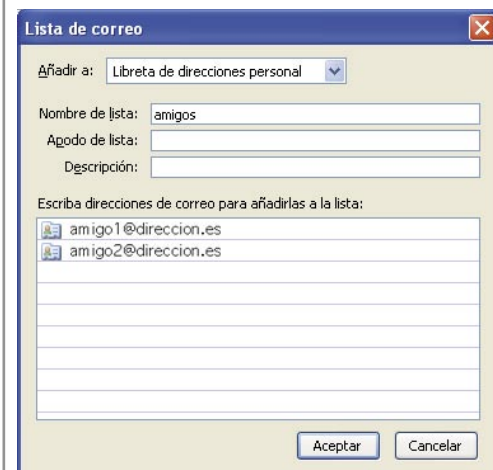 Lista de correo
Añadir a: Libreta de direcciones personal
Nombre de lista: amigos
Apodo de lista:
Descripción:
Escriba direcciones de correo para añadirlas a la lista:
amigo1@direccion.es
amigo2@direccion.es
Aceptar Cancelar